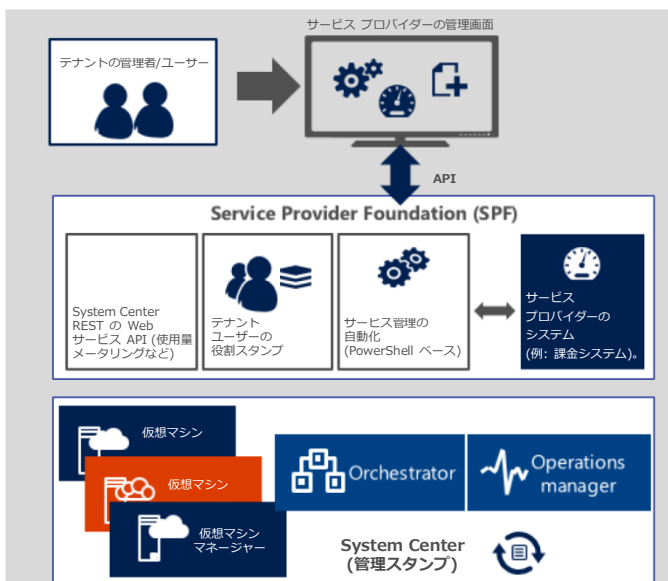 サービス プロバイダーの管理画面
テナントの管理者/ユーザー
API
Service Provider Foundation (SPF)
System Center
REST の Web
サービス API (使用量
メータリングなど)
テナント
ユーザーの
役割スタンプ
サービス管理の
自動化
(PowerShell ベース)
サービス
プロバイダーの
システム
(例: 課金システム)。
仮想マシン
仮想マシン
仮想マシン
マネージャー
Orchestrator
Operations
manager
System Center
(管理スタンプ)